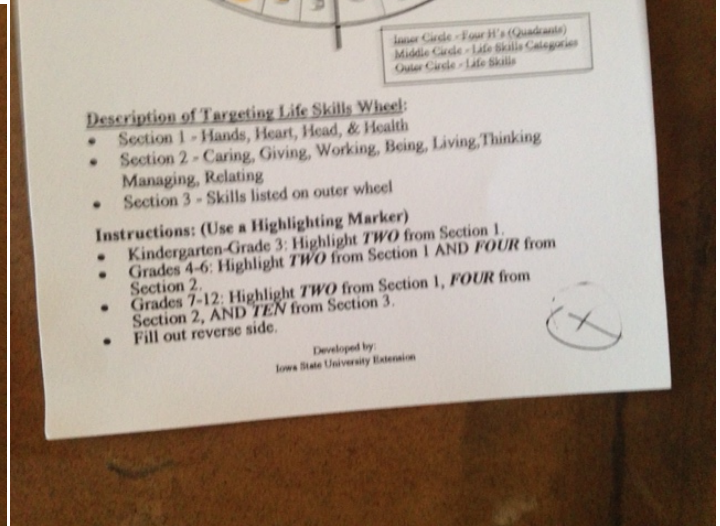 Inner Circle - Four H's (Quadrants)
Middle Circle - Life Skills Categories
Outer Circle - Life Skills
Description of Targeting Life Skills Wheel:
• Section 1 - Hands, Heart, Head, & Health
• Section 2 - Caring, Giving, Working, Being, Living,Thinking
Managing, Relating
• Section 3 - Skills listed on outer wheel
Instructions: (Use a Highlighting Marker)
• Kindergarten-Grade 3: Highlight TWO from Section 1.
• Grades 4-6: Highlight TWO from Section 1 AND FOUR from
Section 2.
• Grades 7-12: Highlight TWO from Section 1, FOUR from
Section 2, AND TEN from Section 3.
• Fill out reverse side.
X
Developed by:
Iowa State University Extension